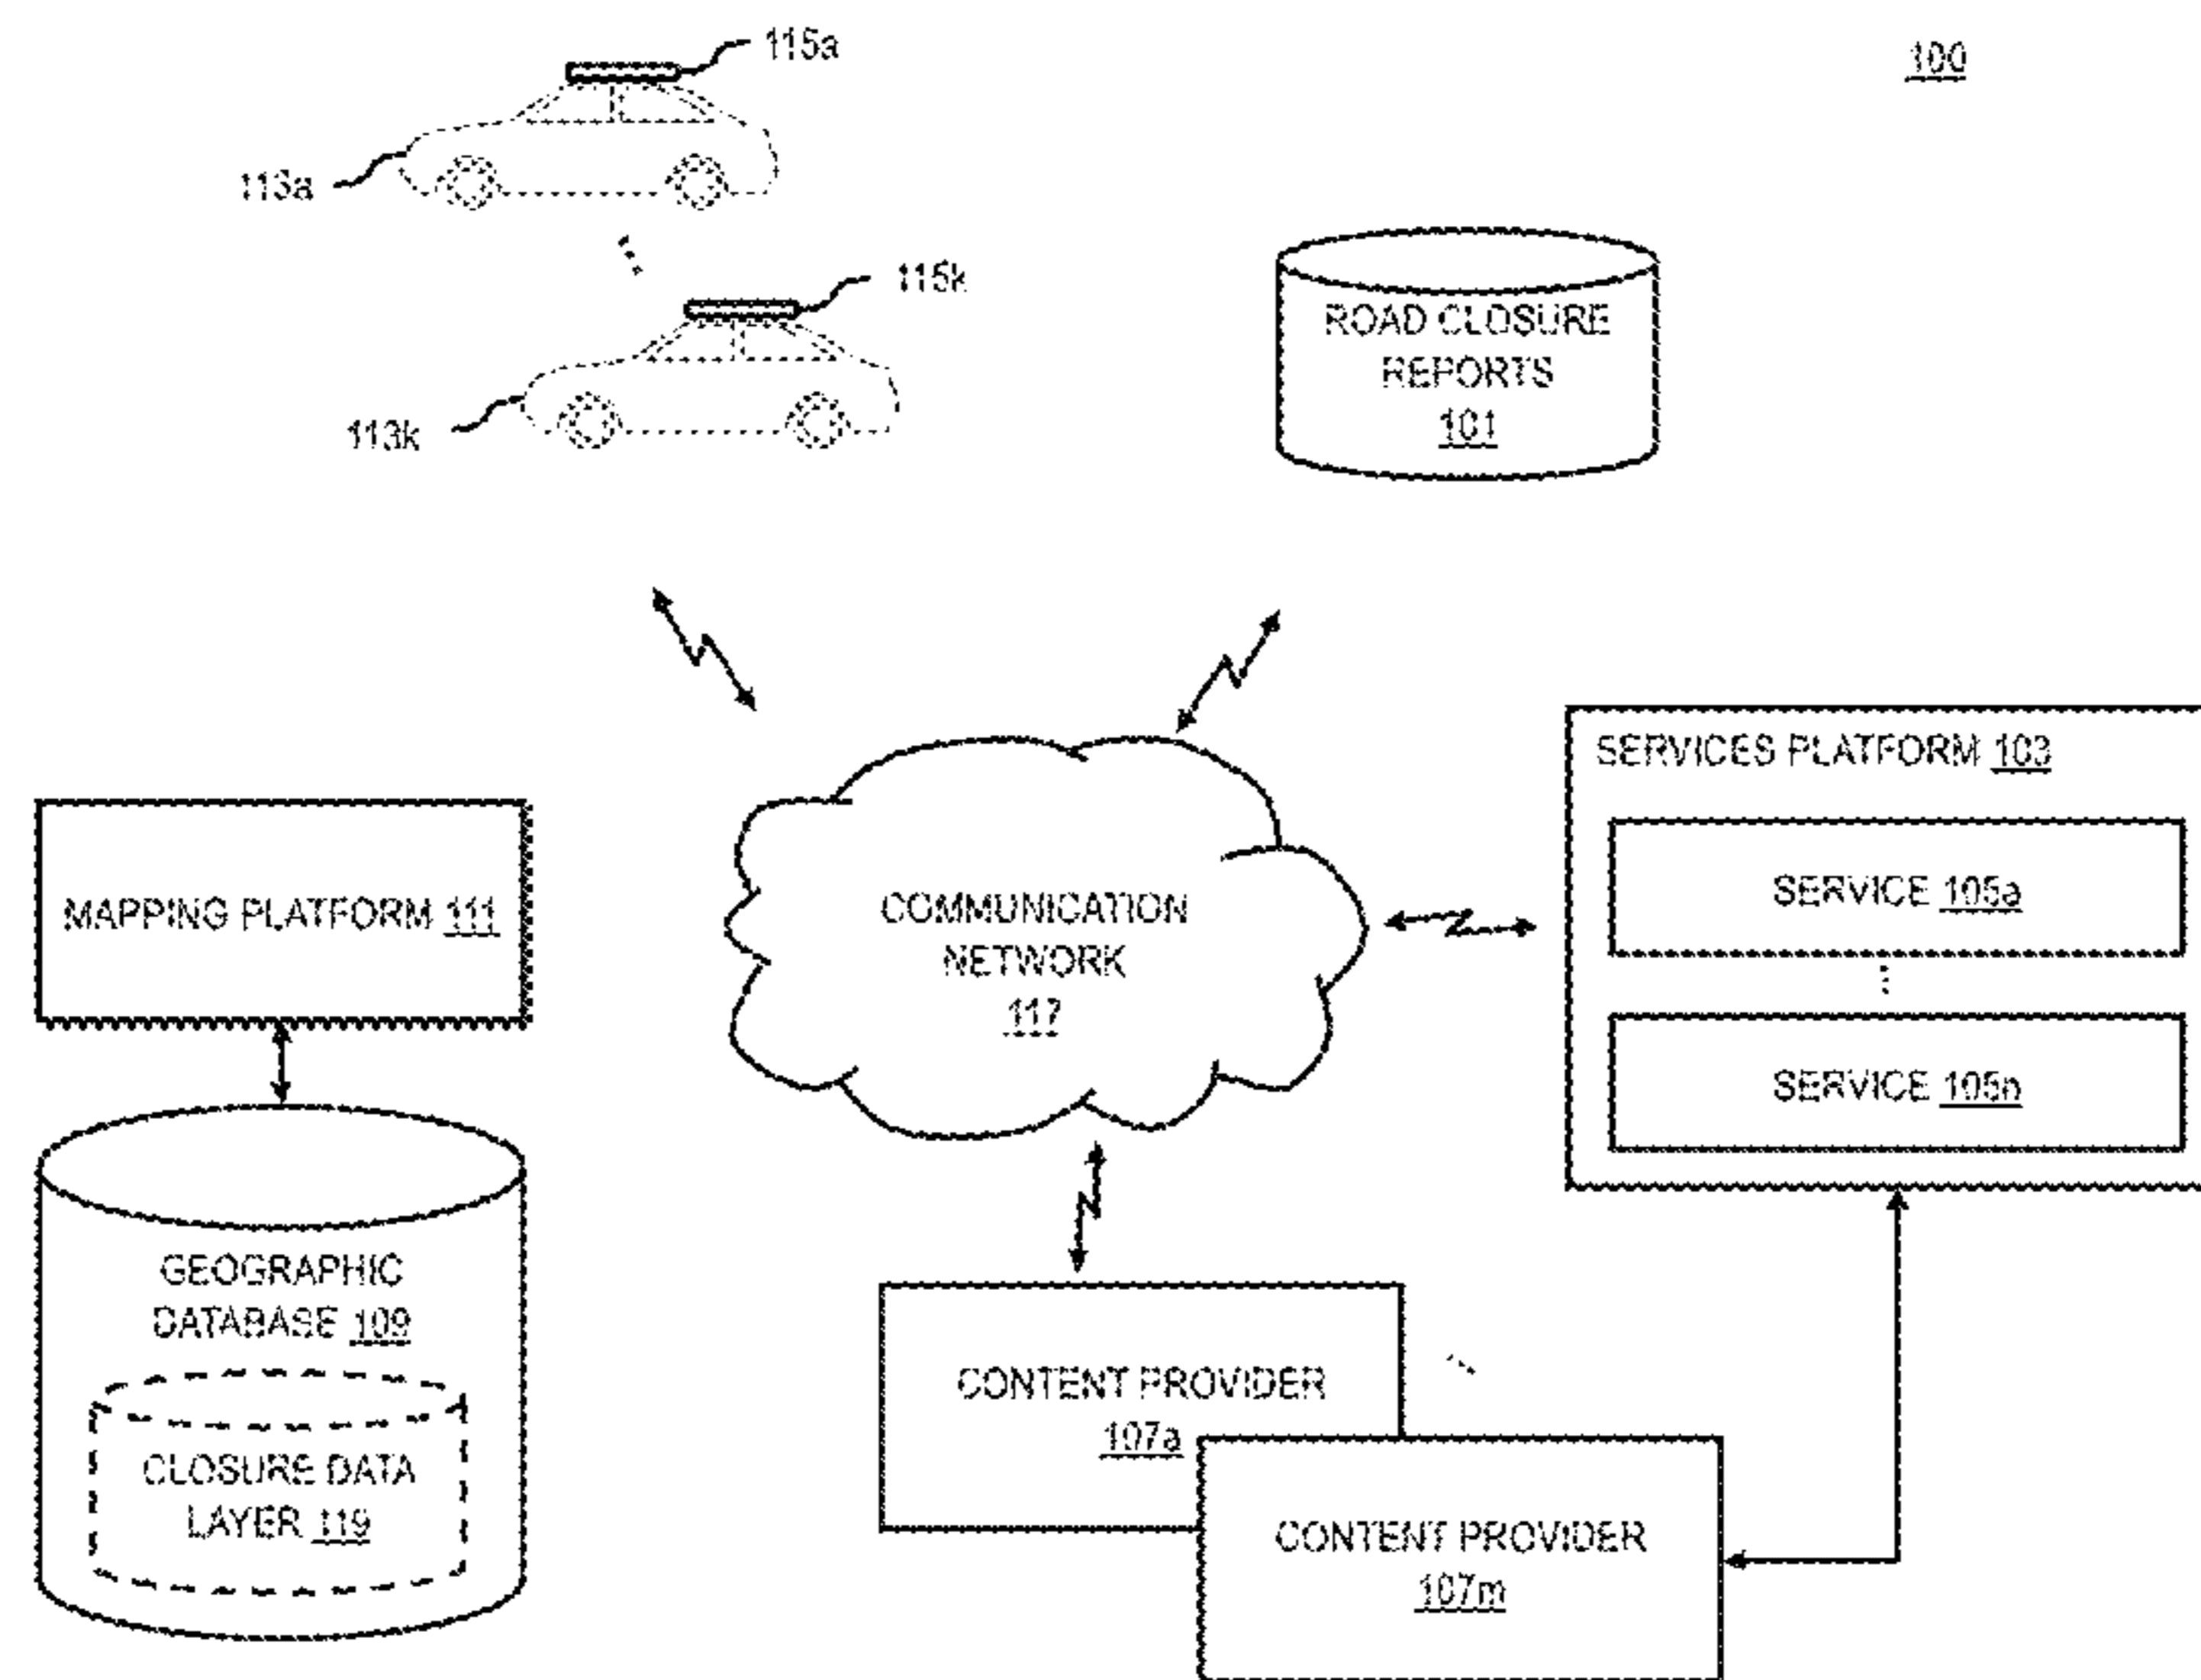 115a
100
113a
115k
113k
ROAD CLOSURE
REPORTS
101
SERVICES PLATFORM 103
SERVICE 105a
SERVICE 105n
MAPPING PLATFORM 111
COMMUNICATION
NETWORK
117
GEOGRAPHIC
DATABASE 109
CLOSURE DATA
LAYER 119
CONTENT PROVIDER
107a
CONTENT PROVIDER
107m